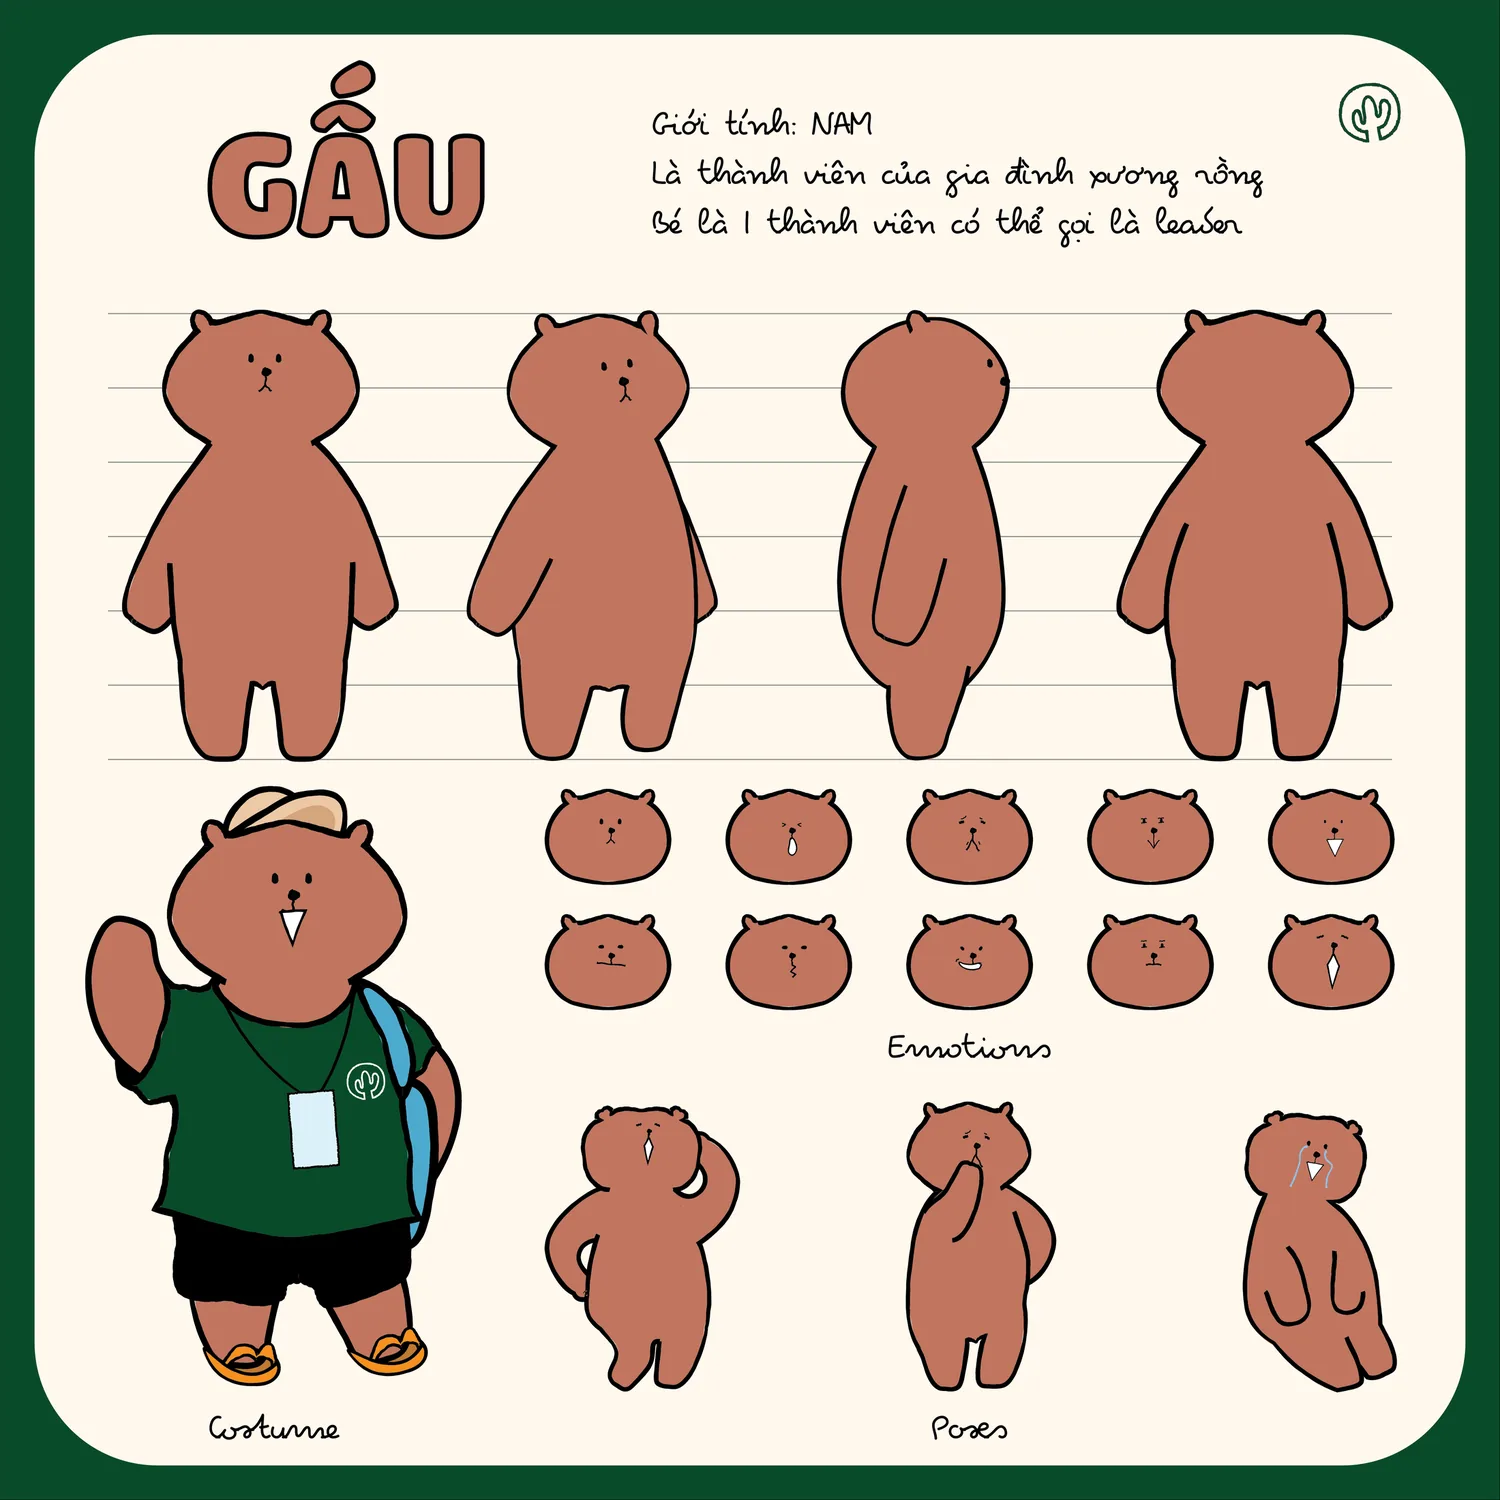 GẤU
Giới tính: NAM
Là thành viên của gia đình xương rồng
Bé là 1 thành viên có thể gọi là leader
Emotions
Costume
Poses